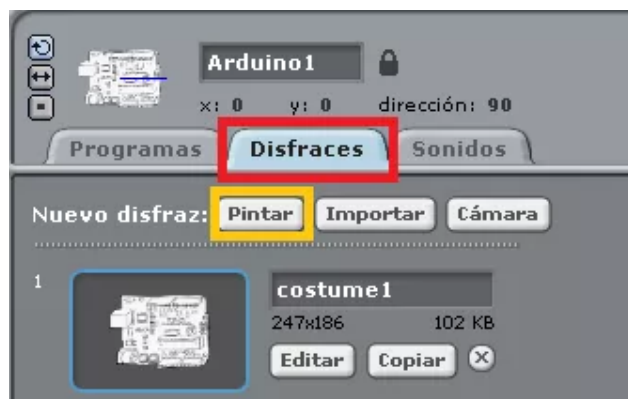 Arduino1
x: 0 y: 0 dirección: 90
Programas Disfraces Sonidos
Nuevo disfraz: Pintar Importar Cámara
1
costume1
247x186 102 KB
Editar Copiar